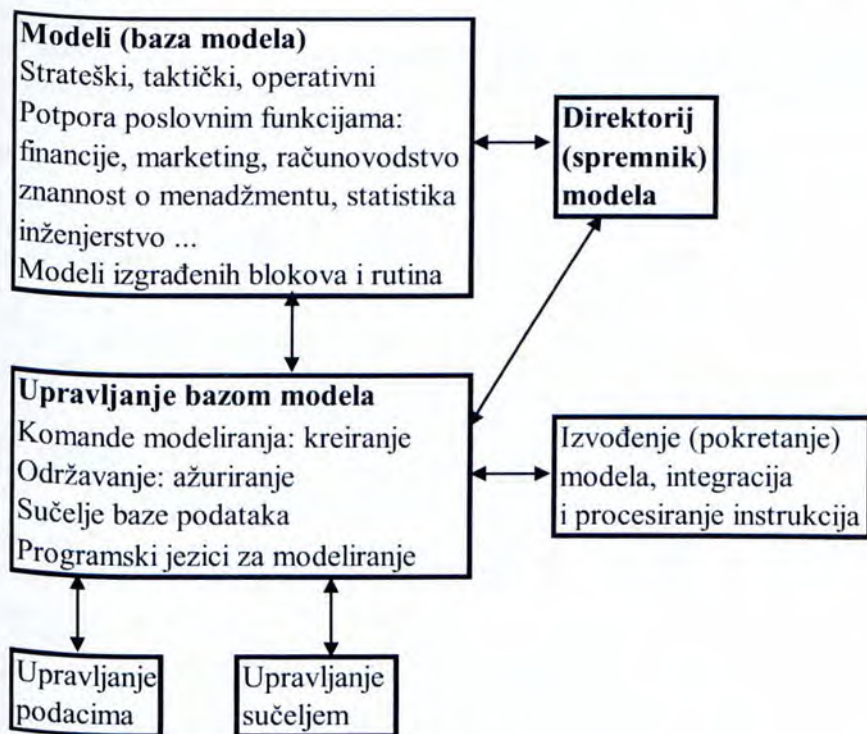 Modeli (baza modela)
Strateški, taktički, operativni
Potpora poslovnim funkcijama:
financije, marketing, računovodstvo
znannost o menadžmentu, statistika
inženjerstvo ...
Modeli izgrađenih blokova i rutina
Direktorij
(spremnik)
modela
Upravljanje bazom modela
Komande modeliranja: kreiranje
Održavanje: ažuriranje
Sučelje baze podataka
Programski jezici za modeliranje
Izvođenje (pokretanje)
modela, integracija
i procesiranje instrukcija
Upravljanje
podacima
Upravljanje
sučeljem